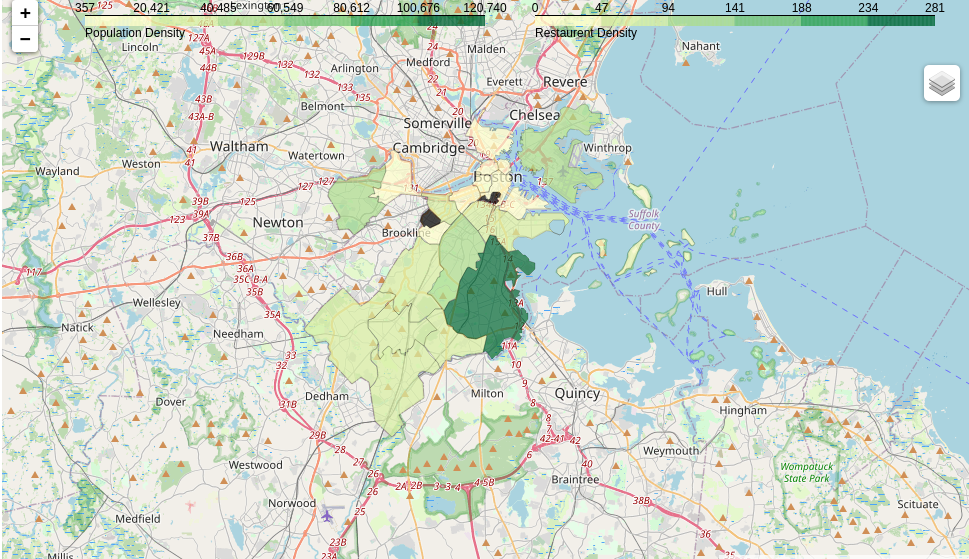 125
Lexington
357
20,421
40,485
60,549
80,612
100,676
120,740
0
47
94
141
188
234
281
Population Density
Restaurent Density
+
−
127A
45A
Lincoln
24
Malden
Nahant
129B
132
44B
Arlington
Medford
132
22
Everett
Revere
133
21
135
43B
Belmont
20
43A-B
Somerville
Chelsea
Waltham
Cambridge
Winthrop
41
Watertown
Weston
41
Wayland
Boston
127
127
131
39B
125
123
39A
Newton
Suffolk
County
37B
Brookline
36B
14
117
36A
35C B-A
35B
Hull
Wellesley
13A
35A
Natick
Needham
33
11A
32
10
9
Dedham
Milton
Quincy
Dover
31B
8
Hingham
8
7
29B
42-41
42
28
6
Weymouth
Westwood
27
40
26
Wompatuck
State Park
26
2A
2B
3
3
4
4
5B
Braintree
38B
Norwood
25
Scituate
Medfield
36
23B
35
23A
Millis